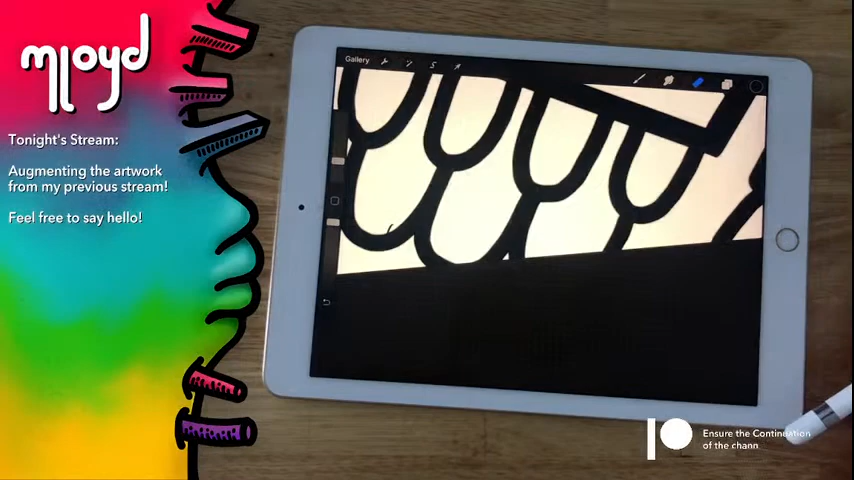 mloyd
Tonight's Stream:
Augmenting the artwork
from my previous stream!
Feel free to say hello!
Gallery
Ensure the Continuation
of the chann